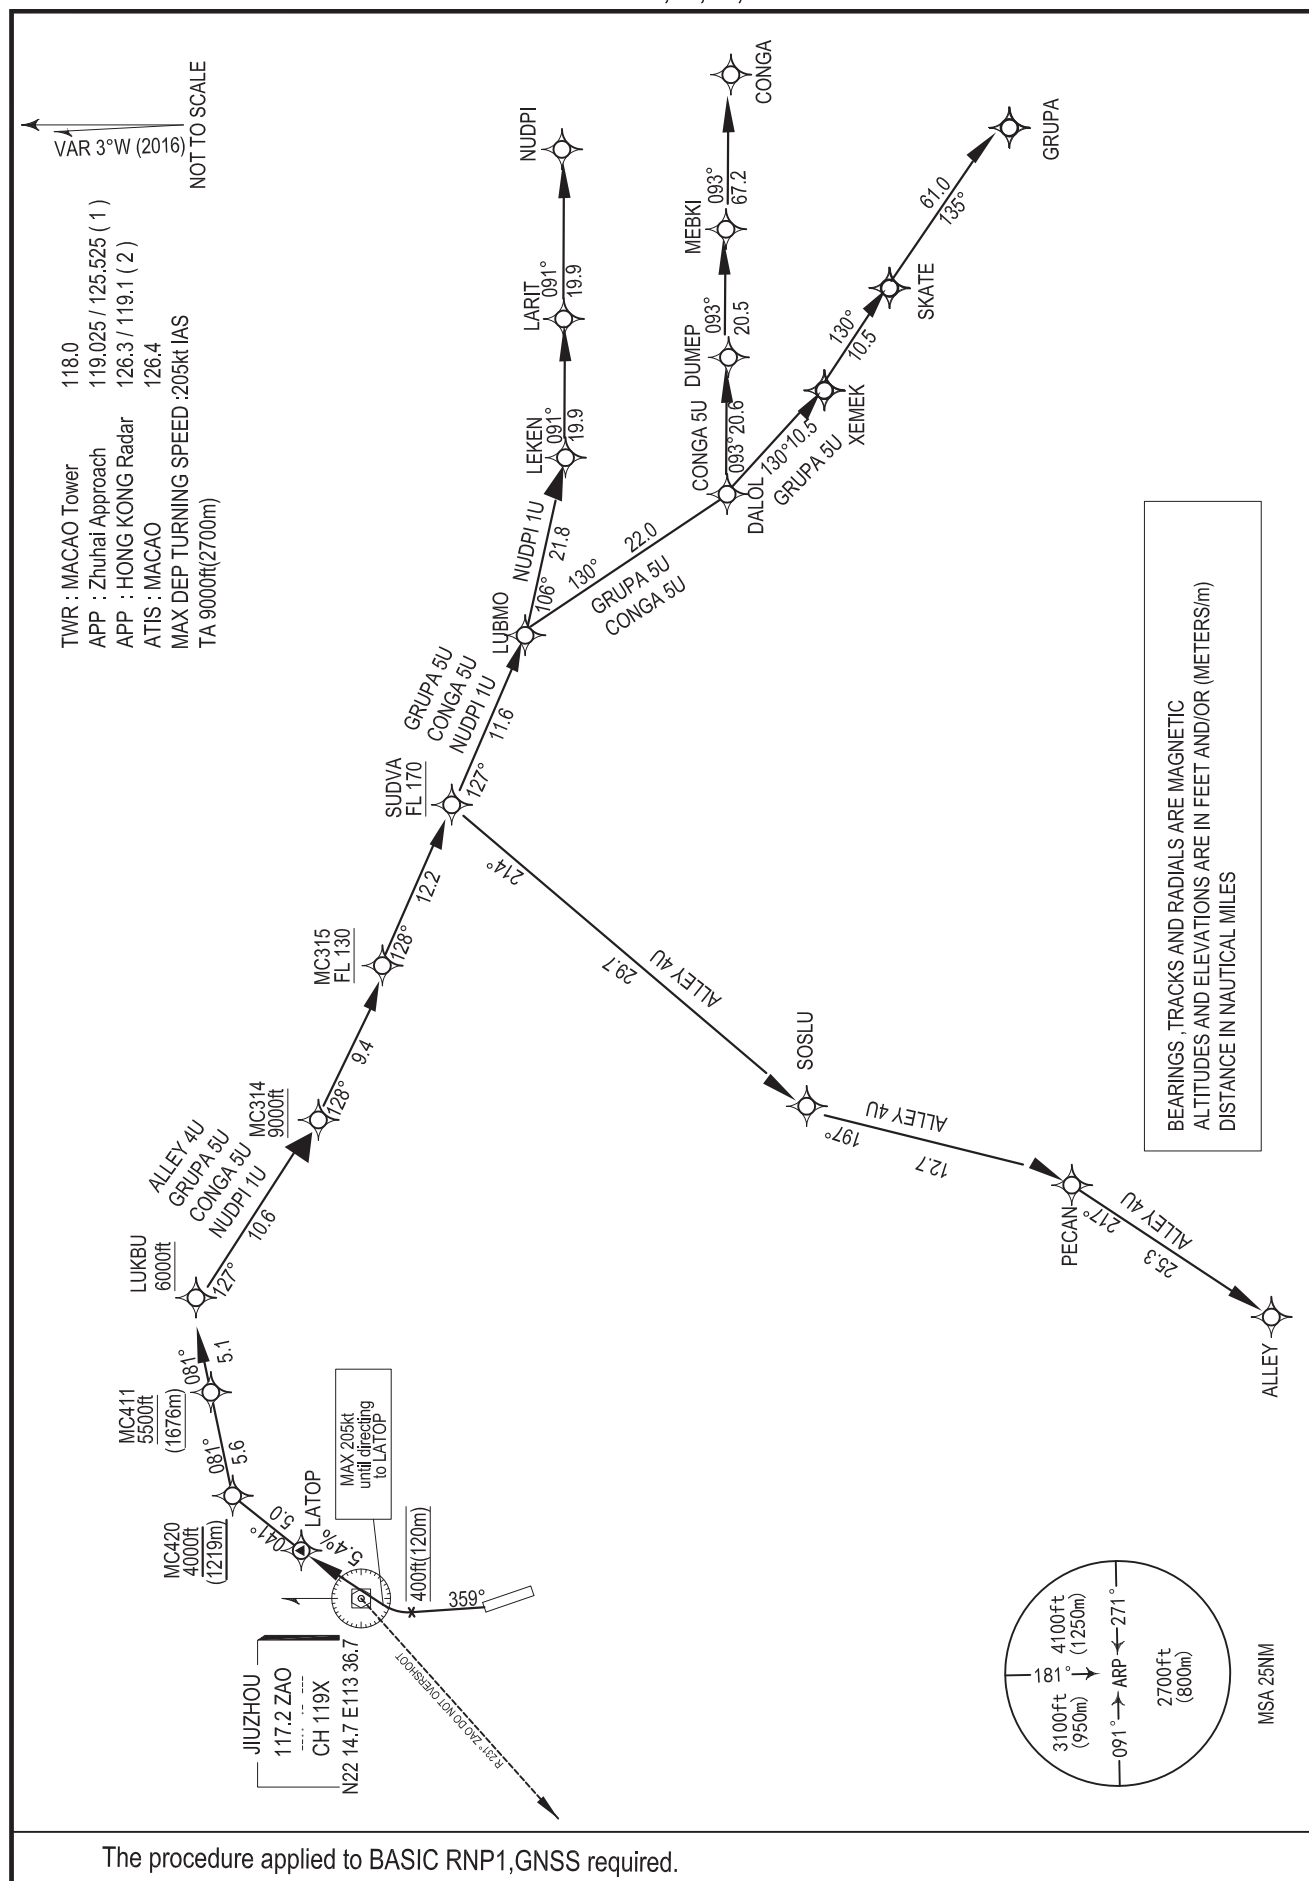 VAR 3°W (2016)
NOT TO SCALE
TWR : MACAO Tower 118.0
APP : Zhuhai Approach 119.025 / 125.525 ( 1 )
APP : HONG KONG Radar 126.3 / 119.1 ( 2 )
ATIS : MACAO 126.4
MAX DEP TURNING SPEED :205kt IAS
TA 9000ft(2700m)
JIUZHOU
117.2 ZAO
CH 119X
N22 14.7 E113 36.7
R 231° ZAO DO NOT OVERSHOOT
359°
400ft(120m)
MAX 205kt
until directing
to LATOP
5.4%
LATOP
041°
5.0
MC420
4000ft
(1219m)
081°
5.6
MC411
5500ft
(1676m)
081°
5.1
LUKBU
6000ft
127°
10.6
ALLEY 4U
GRUPA 5U
CONGA 5U
NUDPI 1U
MC314
9000ft
128°
9.4
MC315
FL 130
128°
12.2
SUDVA
FL 170
127°
11.6
GRUPA 5U
CONGA 5U
NUDPI 1U
LUBMO
106°
21.8
NUDPI 1U
LEKEN
091°
19.9
LARIT
091°
19.9
NUDPI
130°
22.0
GRUPA 5U
CONGA 5U
DALOL
CONGA 5U
093° 20.6
DUMEP
093°
20.5
MEBKI
093°
67.2
CONGA
130° 10.5
GRUPA 5U
XEMEK
130°
10.5
SKATE
61.0
135°
GRUPA
214°
29.7
ALLEY 4U
SOSLU
197°
12.7
ALLEY 4U
PECAN
217°
25.3
ALLEY 4U
ALLEY
BEARINGS ,TRACKS AND RADIALS ARE MAGNETIC
ALTITUDES AND ELEVATIONS ARE IN FEET AND/OR (METERS/m)
DISTANCE IN NAUTICAL MILES
3100ft
(950m)
181°
4100ft
(1250m)
091° ARP 271°
2700ft
(800m)
MSA 25NM
The procedure applied to BASIC RNP1,GNSS required.